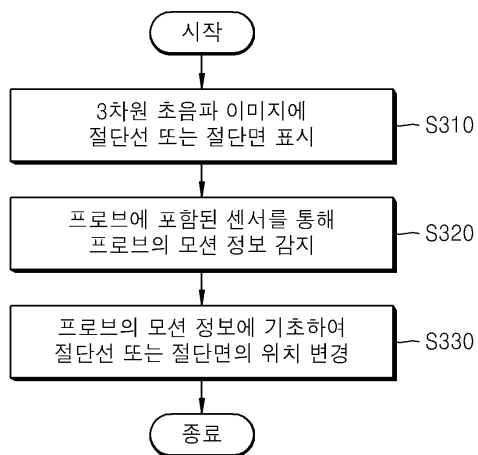 시작
3차원 초음파 이미지에
절단선 또는 절단면 표시
S310
프로브에 포함된 센서를 통해
프로브의 모션 정보 감지
S320
프로브의 모션 정보에 기초하여
절단선 또는 절단면의 위치 변경
S330
종료